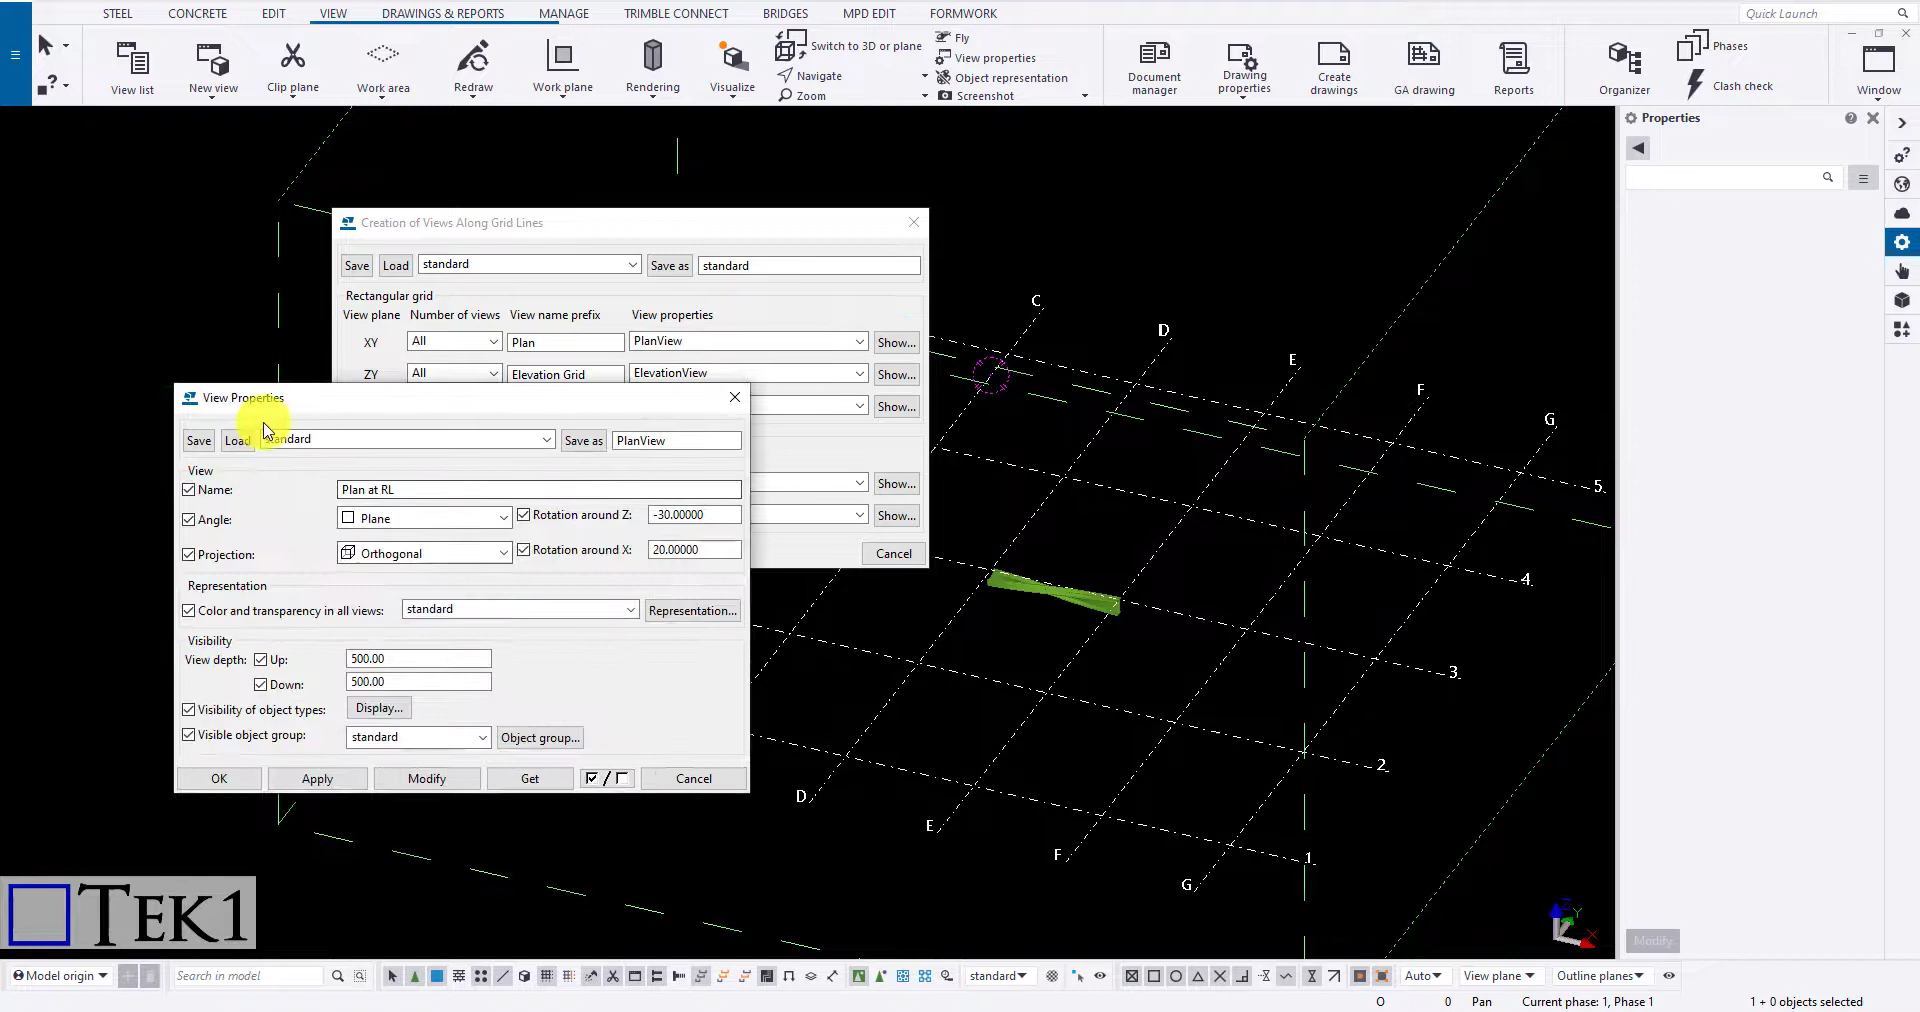 STEEL CONCRETE EDIT VIEW DRAWINGS & REPORTS MANAGE TRIMBLE CONNECT BRIDGES MPD EDIT FORMWORK Quick Launch
View list New view Clip plane Work area Redraw Work plane Rendering Visualize
Switch to 3D or plane
Navigate
Zoom
Fly
View properties
Object representation
Screenshot
Document manager
Drawing properties
Create drawings
GA drawing
Reports
Organizer
Phases
Clash check
Window
Properties
Creation of Views Along Grid Lines
Save Load standard Save as standard
Rectangular grid
View plane Number of views View name prefix View properties
XY All Plan PlanView Show...
ZY All Elevation Grid ElevationView Show...
Show...
Show...
Show...
Cancel
View Properties
Save Load Save as PlanView
View
Name: Plan at RL
Angle: Plane Rotation around Z: -30.00000
Projection: Orthogonal Rotation around X: 20.00000
Representation
Color and transparency in all views: standard Representation...
Visibility
View depth: Up: 500.00
Down: 500.00
Visibility of object types: Display...
Visible object group: standard Object group...
OK Apply Modify Get / Cancel
C
D
E
F
G
5
4
3
2
1
D
E
F
G
TEK1
Z
Y
X
Modify
Model origin Search in model standard Auto View plane Outline planes
O 0 Pan Current phase: 1, Phase 1 1 + 0 objects selected